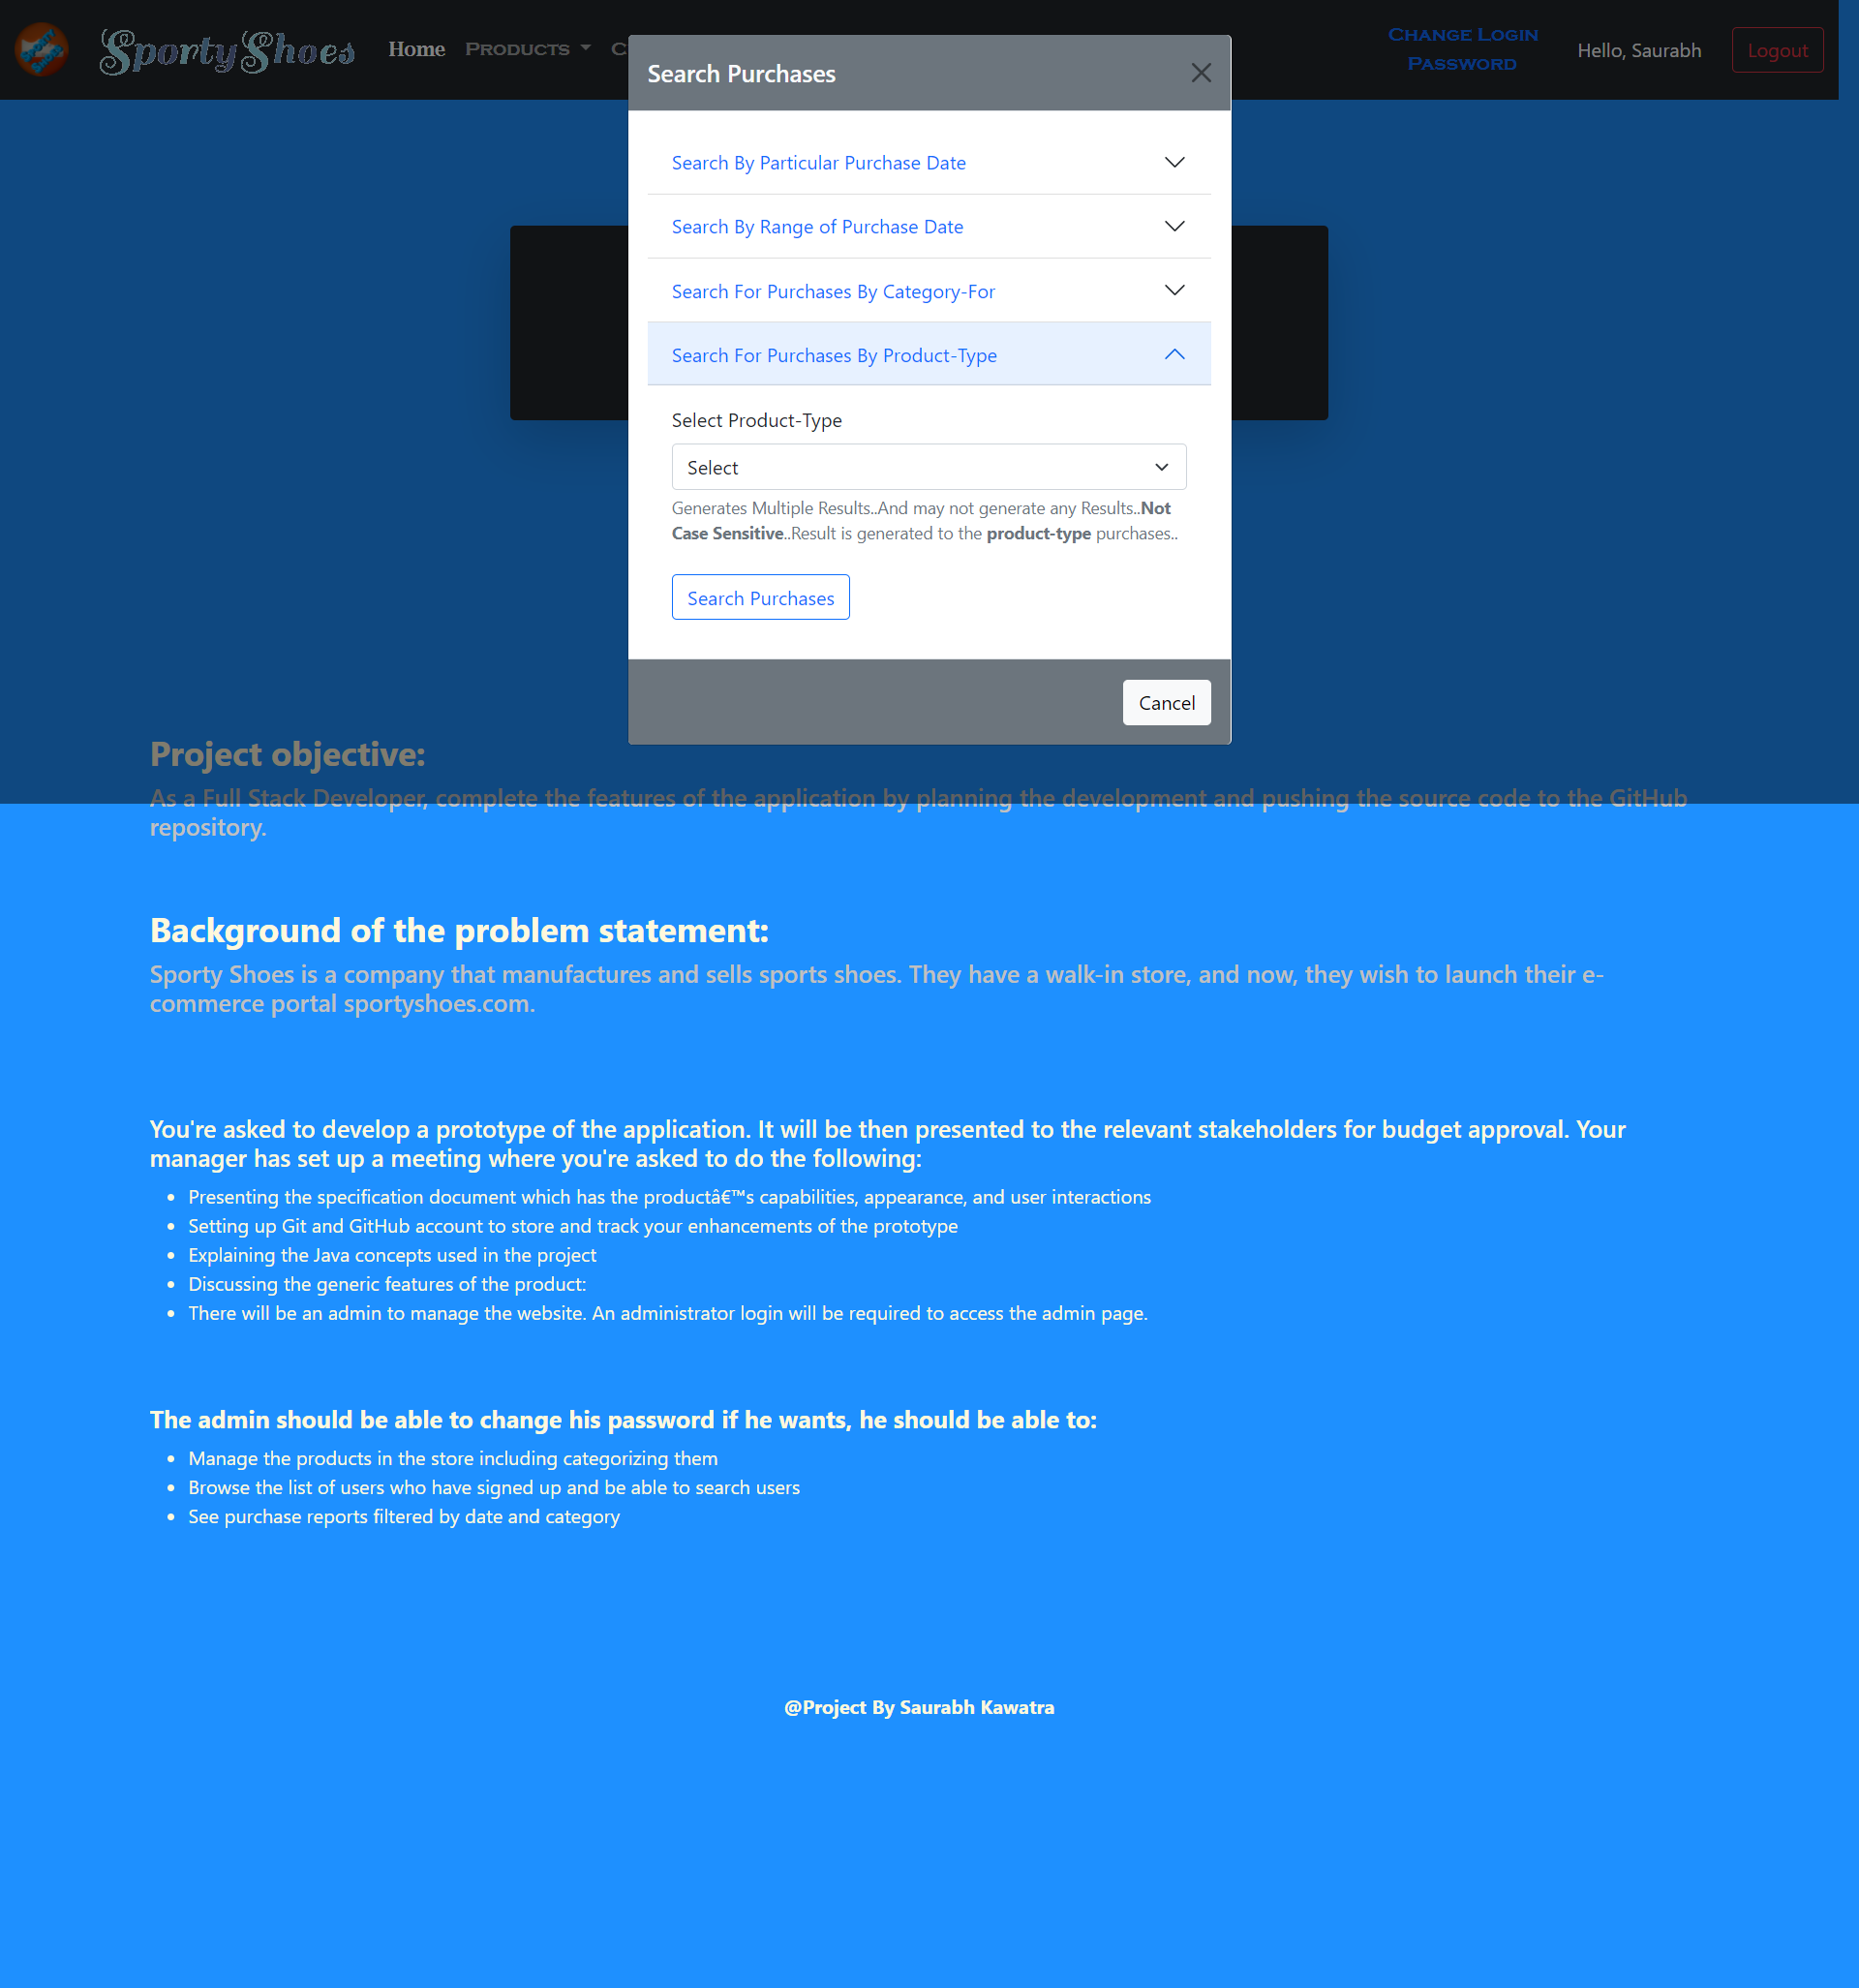 SPORTY SHOES
SportyShoes
Home
Products
C
Change Login
Password
Hello, Saurabh
Logout
Search Purchases
Search By Particular Purchase Date
Search By Range of Purchase Date
Search For Purchases By Category-For
Search For Purchases By Product-Type
Select Product-Type
Select
Generates Multiple Results..And may not generate any Results..Not
Case Sensitive..Result is generated to the product-type purchases..
Search Purchases
Cancel
Project objective:
As a Full Stack Developer, complete the features of the application by planning the development and pushing the source code to the GitHub
repository.
Background of the problem statement:
Sporty Shoes is a company that manufactures and sells sports shoes. They have a walk-in store, and now, they wish to launch their e-
commerce portal sportyshoes.com.
You're asked to develop a prototype of the application. It will be then presented to the relevant stakeholders for budget approval. Your
manager has set up a meeting where you're asked to do the following:
• Presenting the specification document which has the productâ€™s capabilities, appearance, and user interactions
• Setting up Git and GitHub account to store and track your enhancements of the prototype
• Explaining the Java concepts used in the project
• Discussing the generic features of the product:
• There will be an admin to manage the website. An administrator login will be required to access the admin page.
The admin should be able to change his password if he wants, he should be able to:
• Manage the products in the store including categorizing them
• Browse the list of users who have signed up and be able to search users
• See purchase reports filtered by date and category
@Project By Saurabh Kawatra